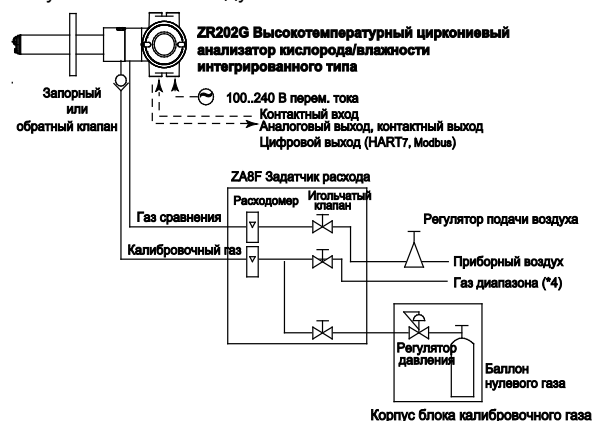 ZR202G Высокотемпературный циркониевый
анализатор кислорода/влажности
интегрированного типа
Запорный
или
обратный клапан
100..240 В перем. тока
Контактный вход
Аналоговый выход, контактный выход
Цифровой выход (HART7, Modbus)
ZA8F Задатчик расхода
Расходомер
Игольчатый
клапан
Регулятор подачи воздуха
Газ сравнения
Калибровочный газ
Приборный воздух
Газ диапазона (*4)
Регулятор
давления
Баллон
нулевого газа
Корпус блока калибровочного газа